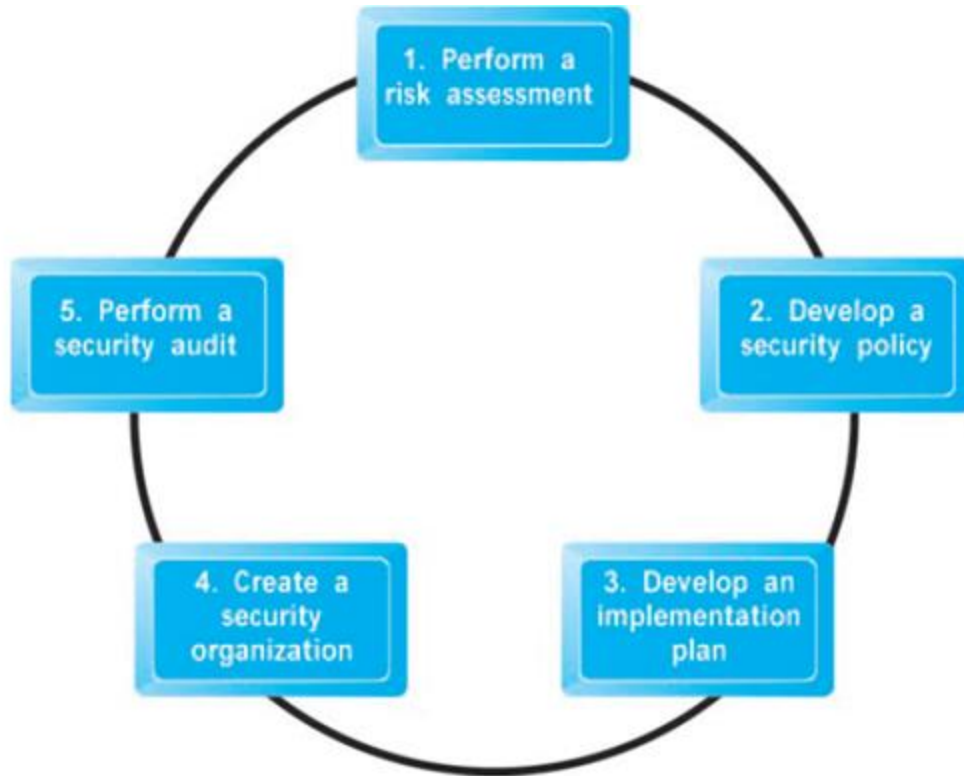 1. Perform a
risk assessment
2. Develop a
security policy
3. Develop an
implementation
plan
4. Create a
security
organization
5. Perform a
security audit